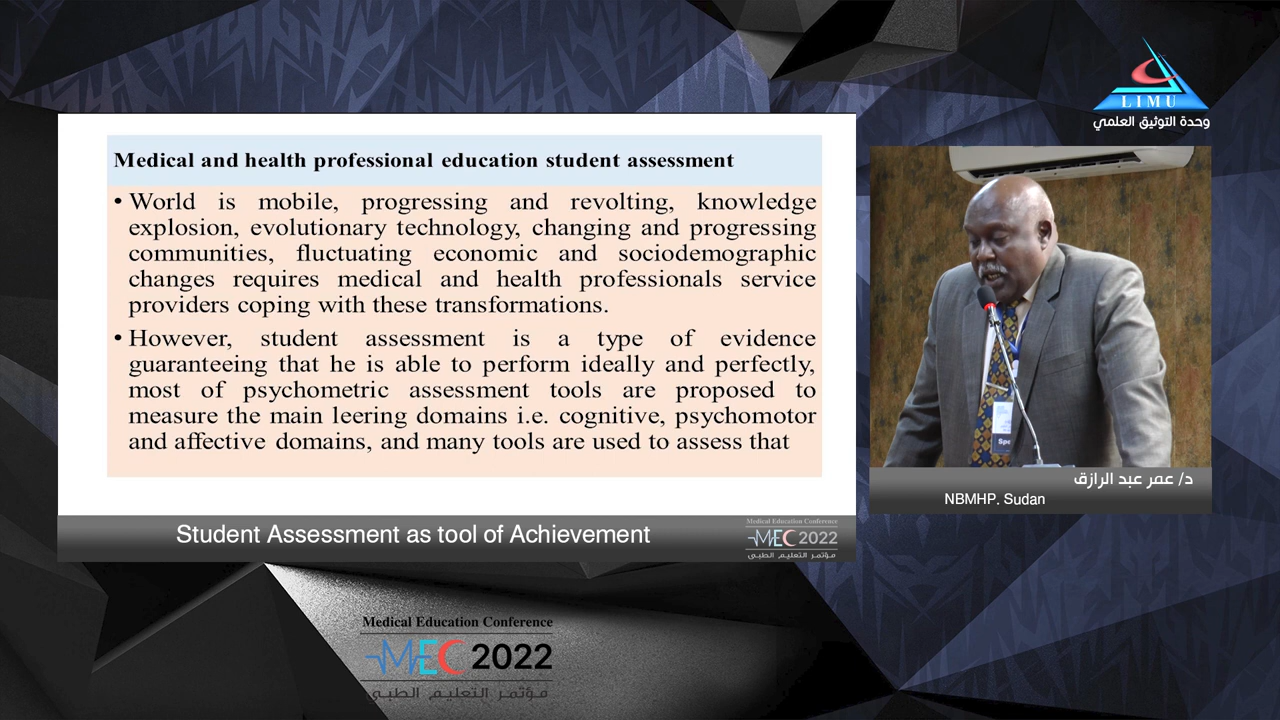 LIMU
وحدة التوثيق العلمي
Medical and health professional education student assessment
• World is mobile, progressing and revolting, knowledge
explosion, evolutionary technology, changing and progressing
communities, fluctuating economic and sociodemographic
changes requires medical and health professionals service
providers coping with these transformations.
• However, student assessment is a type of evidence
guaranteeing that he is able to perform ideally and perfectly,
most of psychometric assessment tools are proposed to
measure the main leering domains i.e. cognitive, psychomotor
and affective domains, and many tools are used to assess that
Spe
د/ عمر عبد الرازق
NBMHP. Sudan
Student Assessment as tool of Achievement
Medical Education Conference
MEC 2022
مؤتمر التعليم الطبي
Medical Education Conference
MEC 2022
مؤتمر التعليم الطبي